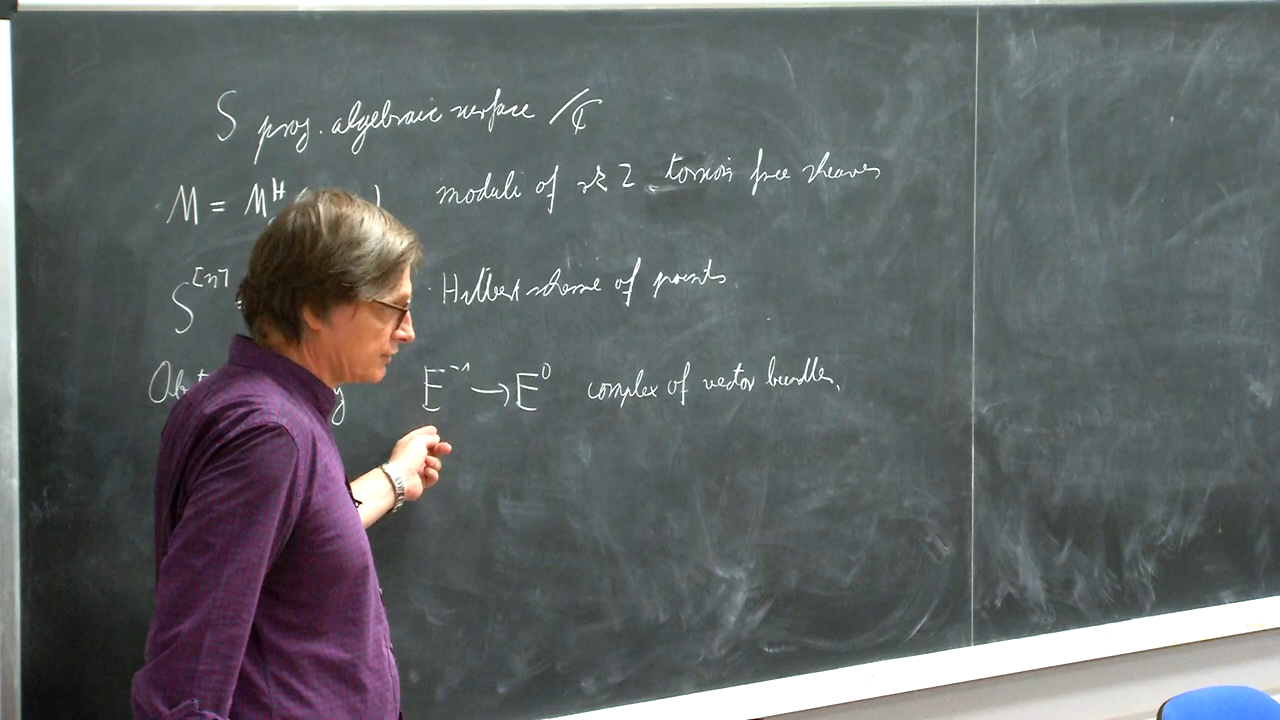 S proj. algebraic surface /ℂ
M = M^H ( ) moduli of rk 2 torsion free sheaves
S^[n] = Hilbert scheme of points.
E^-1 → E^0 complex of vector bundles.